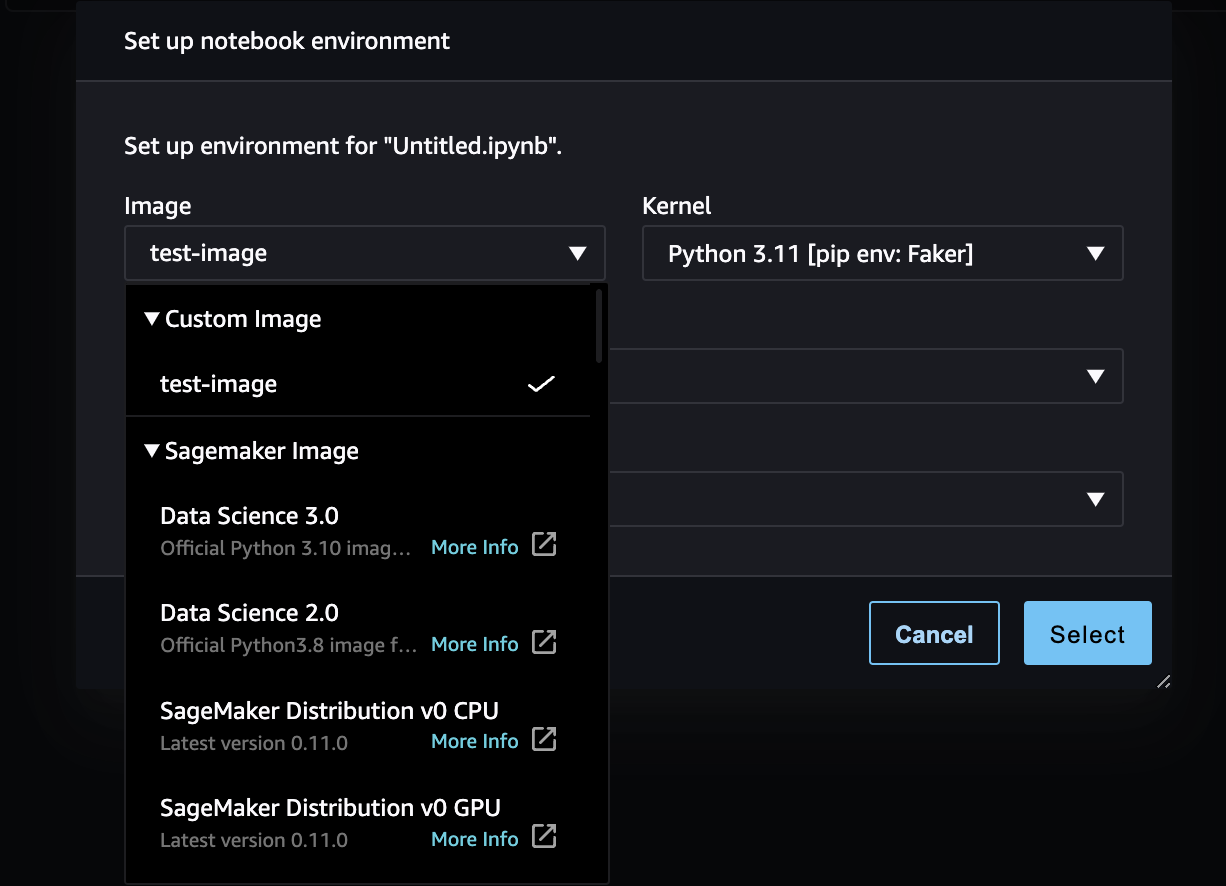 Set up notebook environment
Set up environment for "Untitled.ipynb".
Image
Kernel
test-image
Python 3.11 [pip env: Faker]
Custom Image
test-image
Sagemaker Image
Data Science 3.0
Official Python 3.10 imag... More Info
Data Science 2.0
Official Python3.8 image f... More Info
SageMaker Distribution v0 CPU
Latest version 0.11.0 More Info
SageMaker Distribution v0 GPU
Latest version 0.11.0 More Info
Cancel
Select